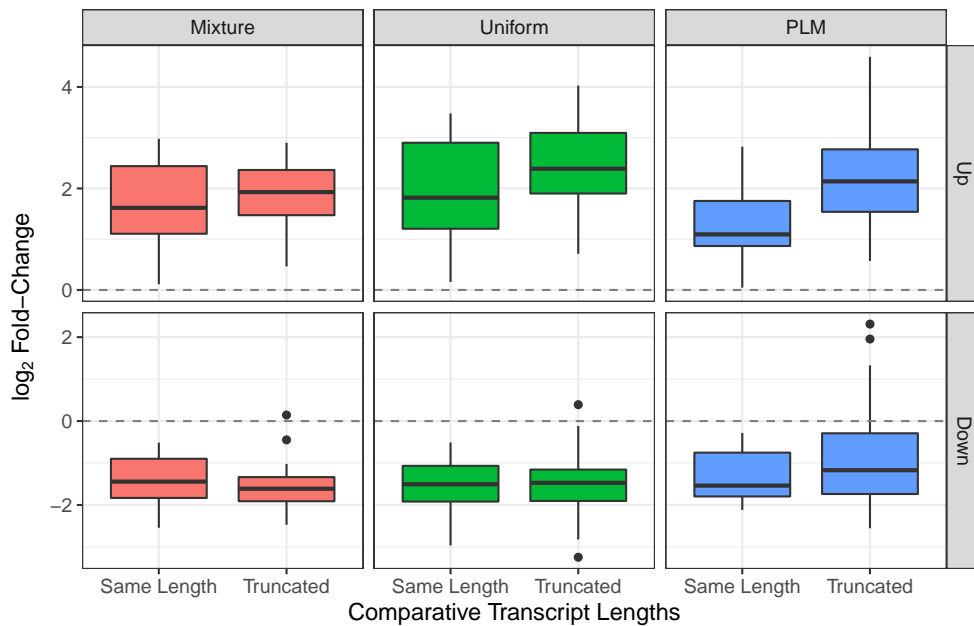 Mixture
Uniform
PLM
log₂ Fold−Change
4
2
0
Up
2
0
−2
Down
Same Length
Truncated
Same Length
Truncated
Same Length
Truncated
Comparative Transcript Lengths